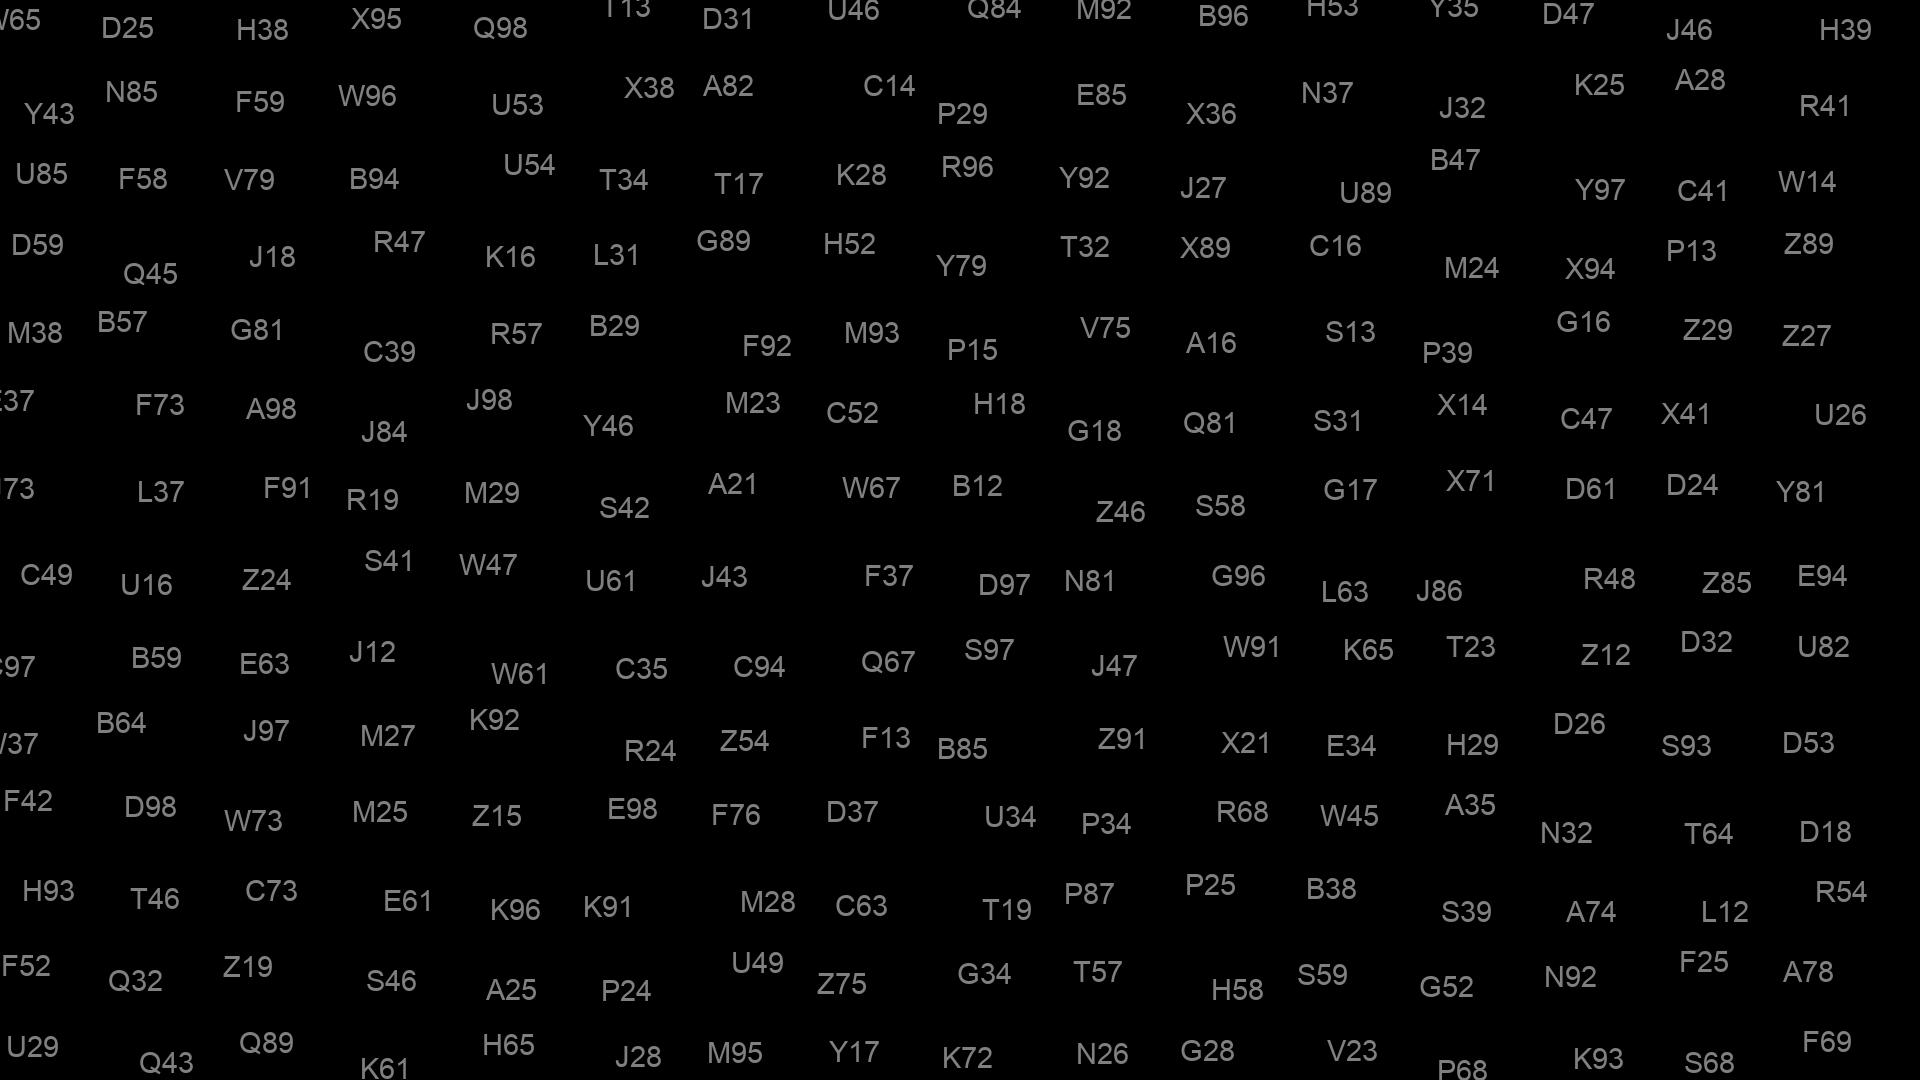 D25 H38 X95 Q98 T13 D31 U46 Q84 M92 B96 H53 Y35 D47 J46 H39
Y43 N85 F59 W96 U53 X38 A82 C14 P29 E85 X36 N37 J32 K25 A28 R41
U85 F58 V79 B94 U54 T34 T17 K28 R96 Y92 J27 U89 B47 Y97 C41 W14
D59 Q45 J18 R47 K16 L31 G89 H52 Y79 T32 X89 C16 M24 X94 P13 Z89
M38 B57 G81 C39 R57 B29 F92 M93 P15 V75 A16 S13 P39 G16 Z29 Z27
F73 A98 J84 J98 Y46 M23 C52 H18 G18 Q81 S31 X14 C47 X41 U26
L37 F91 R19 M29 S42 A21 W67 B12 Z46 S58 G17 X71 D61 D24 Y81
C49 U16 Z24 S41 W47 U61 J43 F37 D97 N81 G96 L63 J86 R48 Z85 E94
B59 E63 J12 W61 C35 C94 Q67 S97 J47 W91 K65 T23 Z12 D32 U82
B64 J97 M27 K92 R24 Z54 F13 B85 Z91 X21 E34 H29 D26 S93 D53
F42 D98 W73 M25 Z15 E98 F76 D37 U34 P34 R68 W45 A35 N32 T64 D18
H93 T46 C73 E61 K96 K91 M28 C63 T19 P87 P25 B38 S39 A74 L12 R54
F52 Q32 Z19 S46 A25 P24 U49 Z75 G34 T57 H58 S59 G52 N92 F25 A78
U29 Q43 Q89 K61 H65 J28 M95 Y17 K72 N26 G28 V23 P68 K93 S68 F69